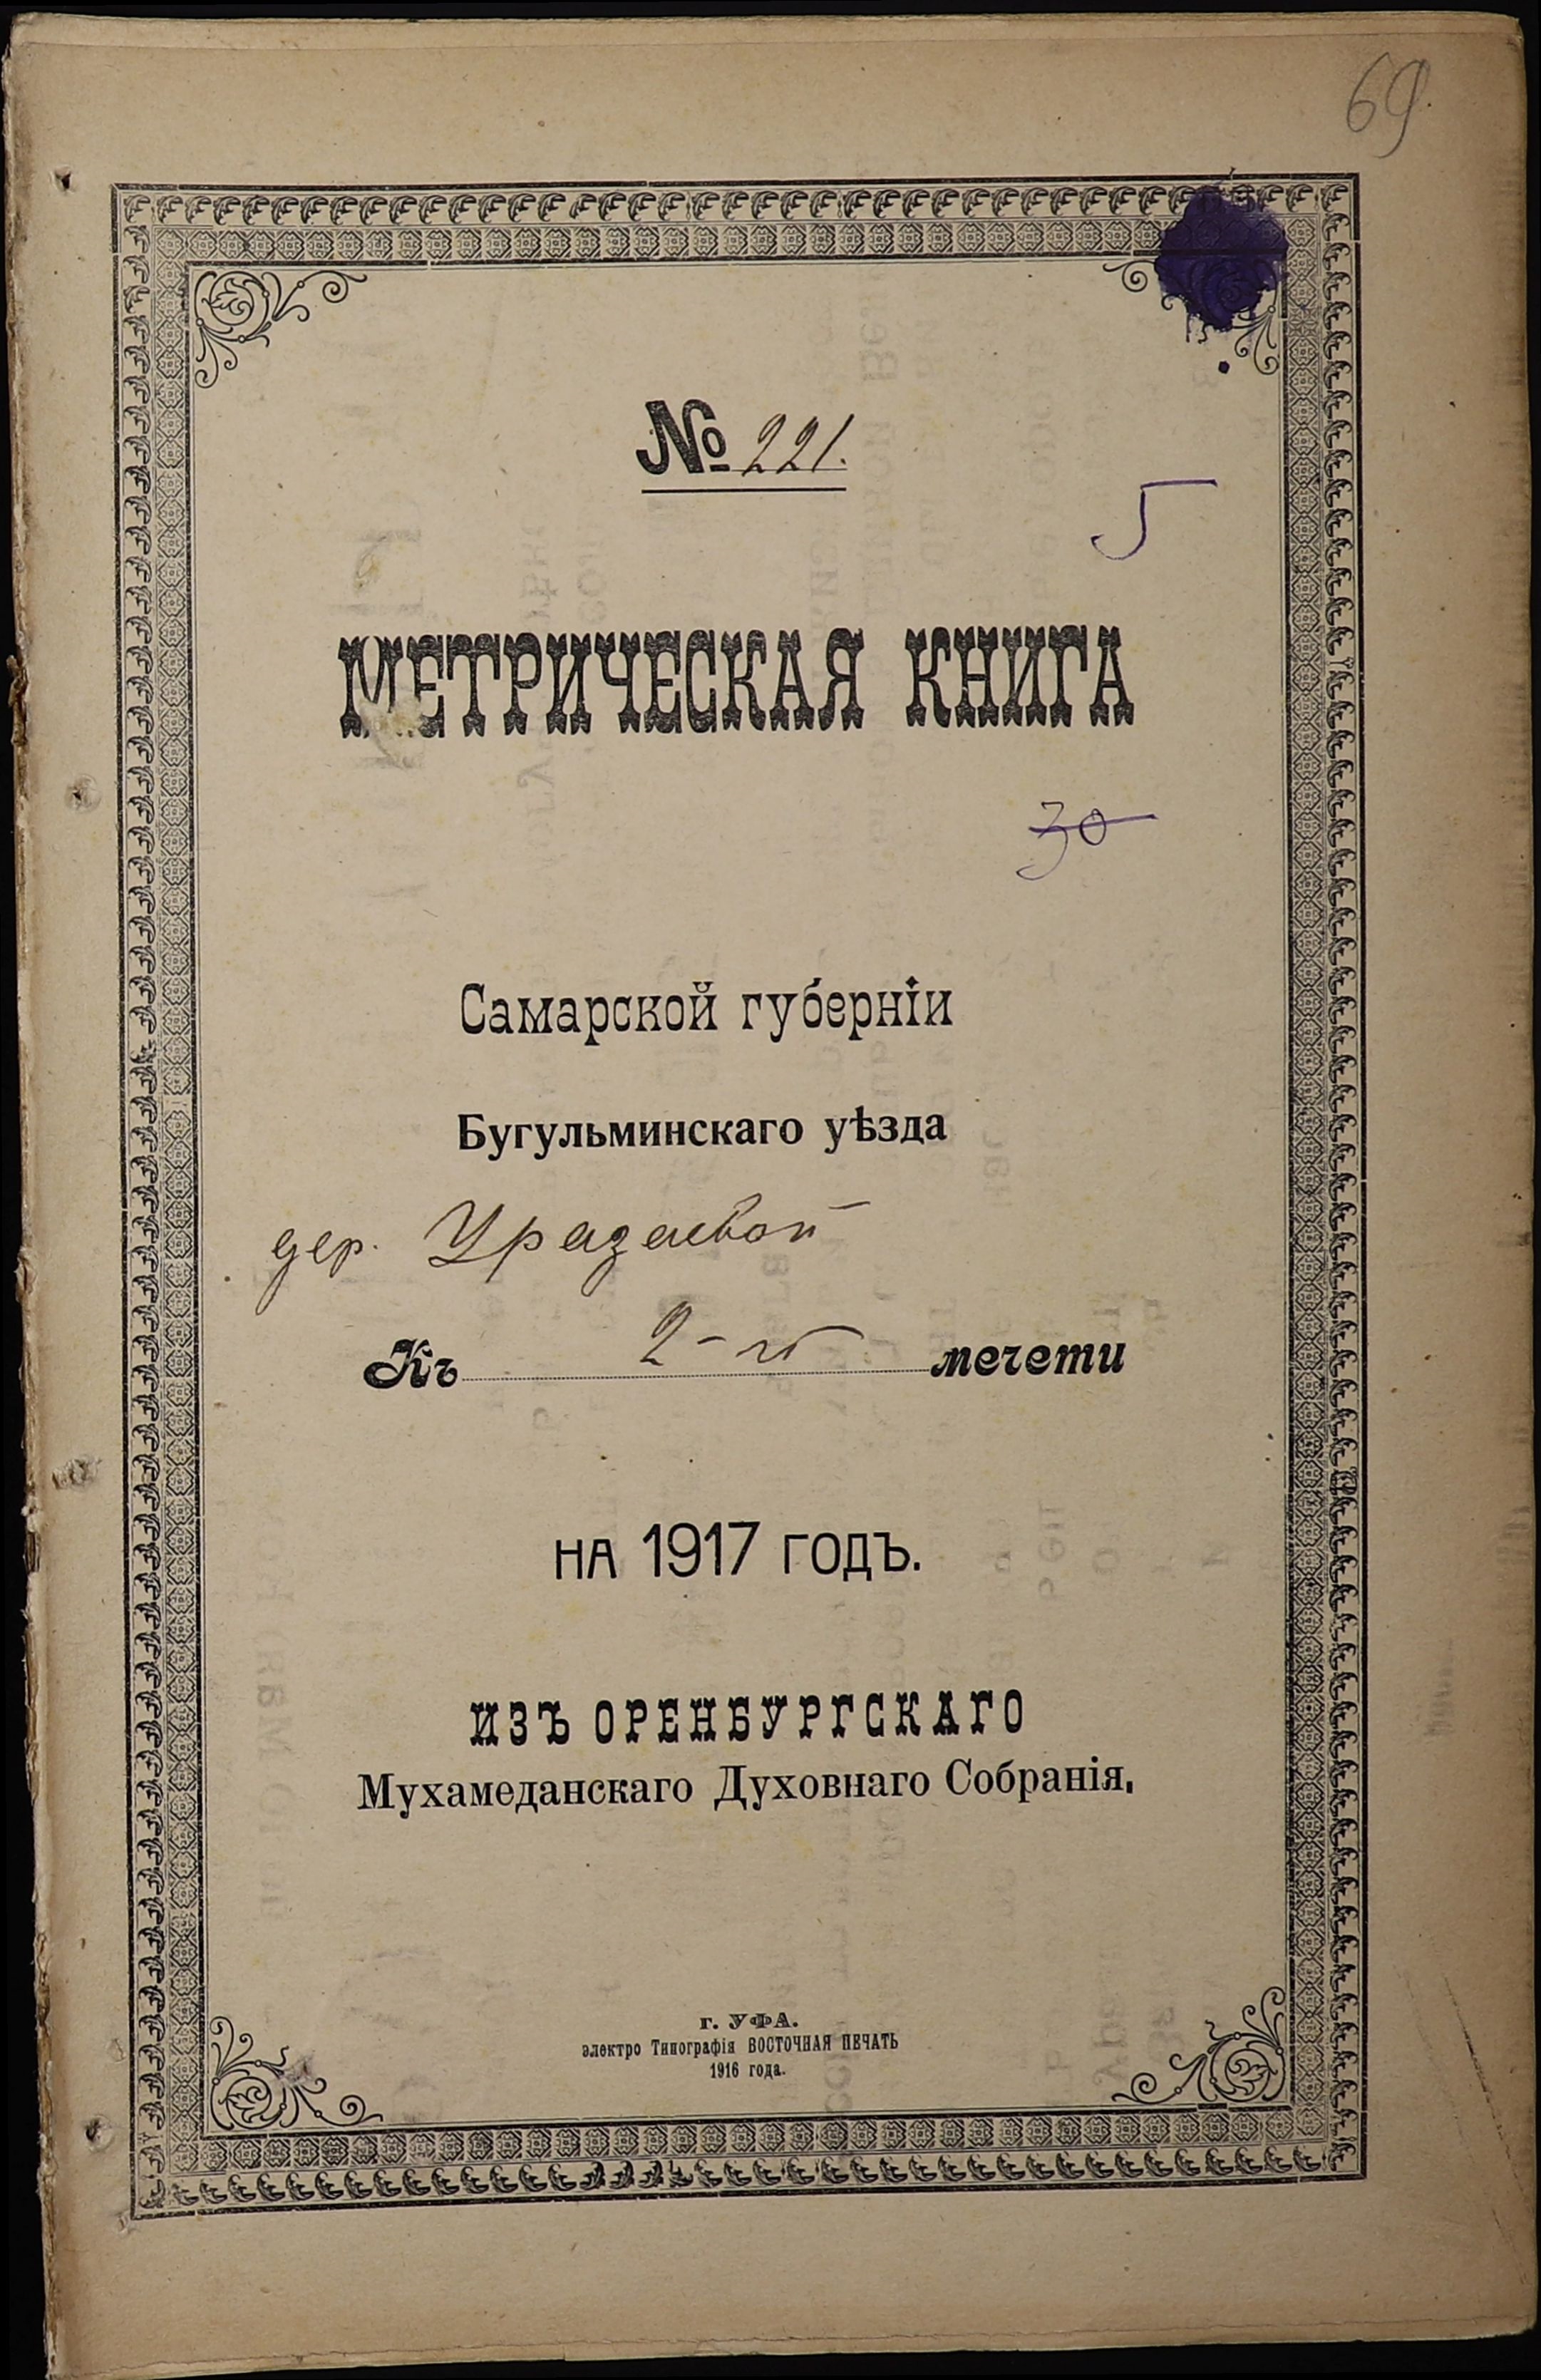 69.
№ 221.
5
МЕТРИЧЕСКАЯ КНИГА
30
Самарской губернiи
Бугульминскаго уѣзда
дер. Уразаевой
Къ 2-й мечети
НА 1917 ГОДЪ.
ИЗЪ ОРЕНБУРГСКАГО
Мухамеданскаго Духовнаго Собранiя.
г. УФА.
электро Типографiя ВОСТОЧНАЯ ПЕЧАТЬ
1916 года.